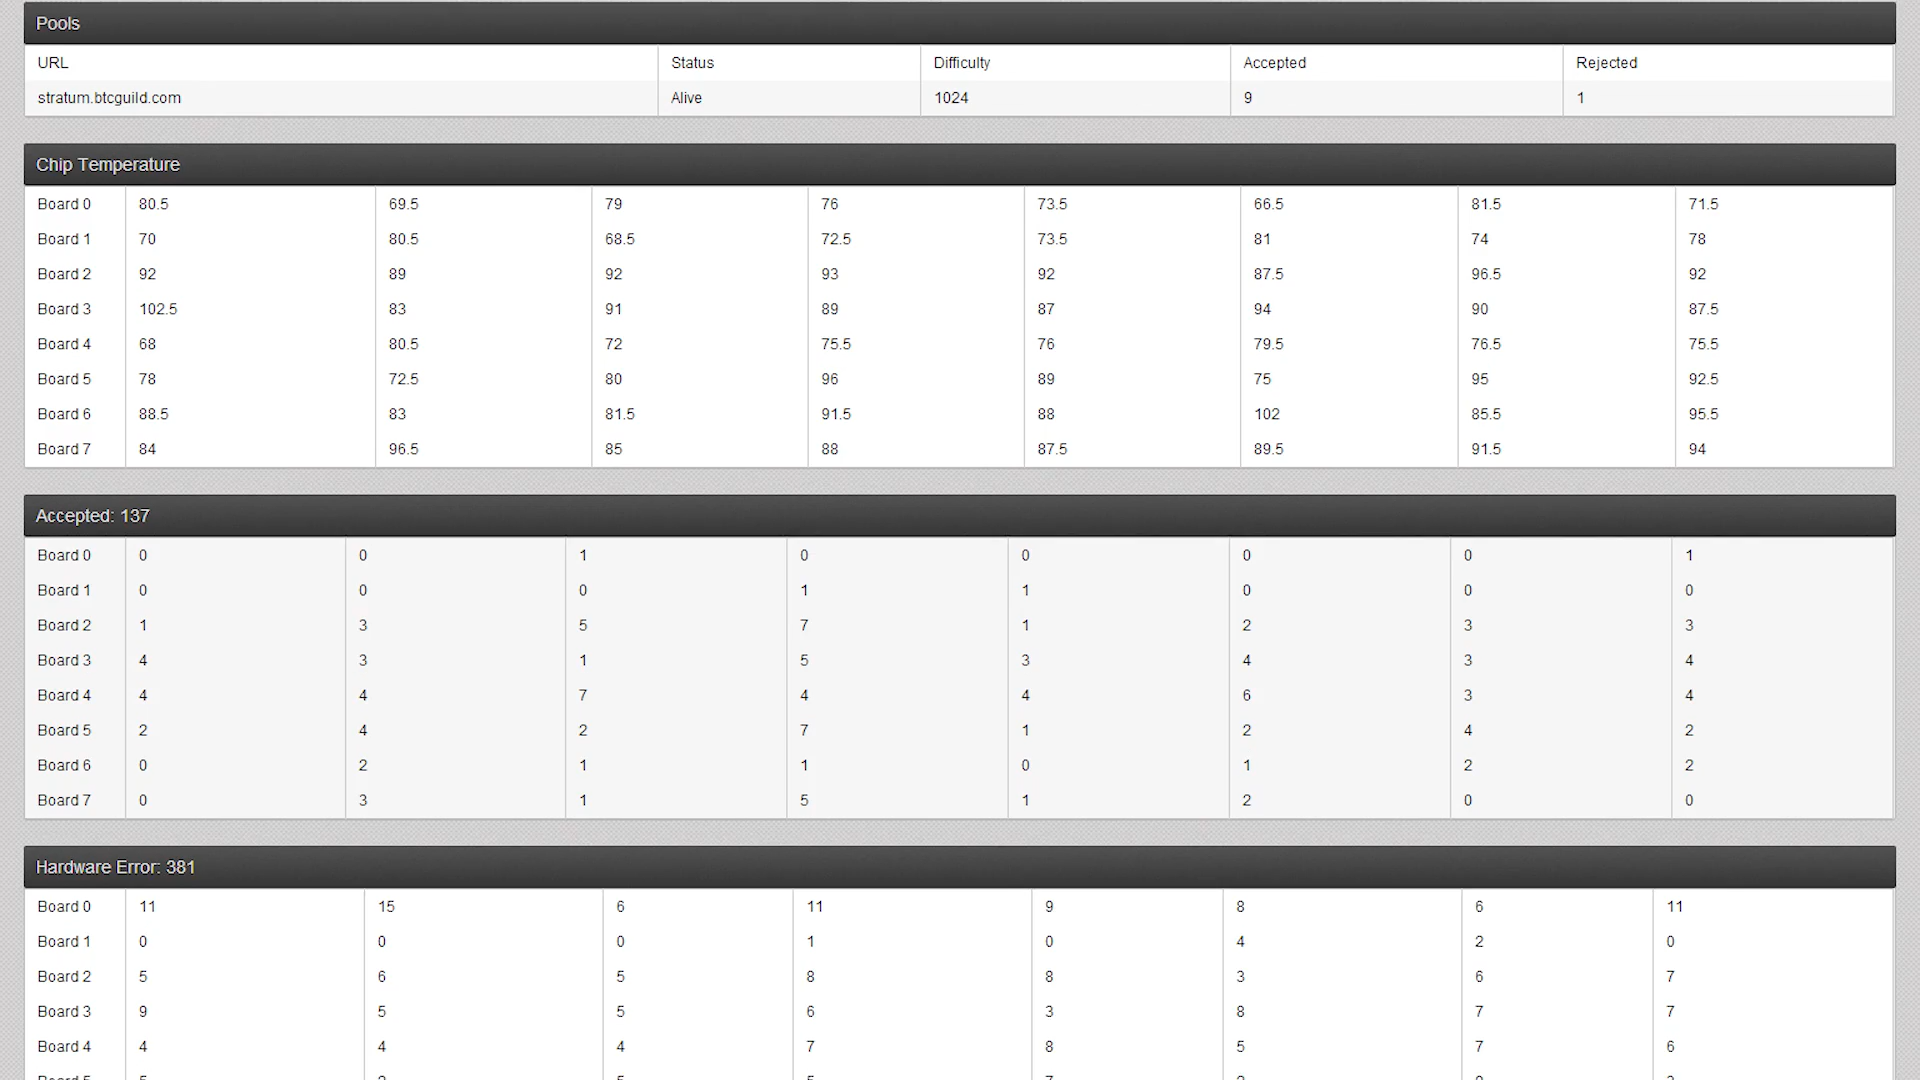 Pools
URL Status Difficulty Accepted Rejected
stratum.btcguild.com Alive 1024 9 1
Chip Temperature
Board 0 80.5 69.5 79 76 73.5 66.5 81.5 71.5
Board 1 70 80.5 68.5 72.5 73.5 81 74 78
Board 2 92 89 92 93 92 87.5 96.5 92
Board 3 102.5 83 91 89 87 94 90 87.5
Board 4 68 80.5 72 75.5 76 79.5 76.5 75.5
Board 5 78 72.5 80 96 89 75 95 92.5
Board 6 88.5 83 81.5 91.5 88 102 85.5 95.5
Board 7 84 96.5 85 88 87.5 89.5 91.5 94
Accepted: 137
Board 0 0 0 1 0 0 0 0 1
Board 1 0 0 0 1 1 0 0 0
Board 2 1 3 5 7 1 2 3 3
Board 3 4 3 1 5 3 4 3 4
Board 4 4 4 7 4 4 6 3 4
Board 5 2 4 2 7 1 2 4 2
Board 6 0 2 1 1 0 1 2 2
Board 7 0 3 1 5 1 2 0 0
Hardware Error: 381
Board 0 11 15 6 11 9 8 6 11
Board 1 0 0 0 1 0 4 2 0
Board 2 5 6 5 8 8 3 6 7
Board 3 9 5 5 6 3 8 7 7
Board 4 4 4 4 7 8 5 7 6
Board 5